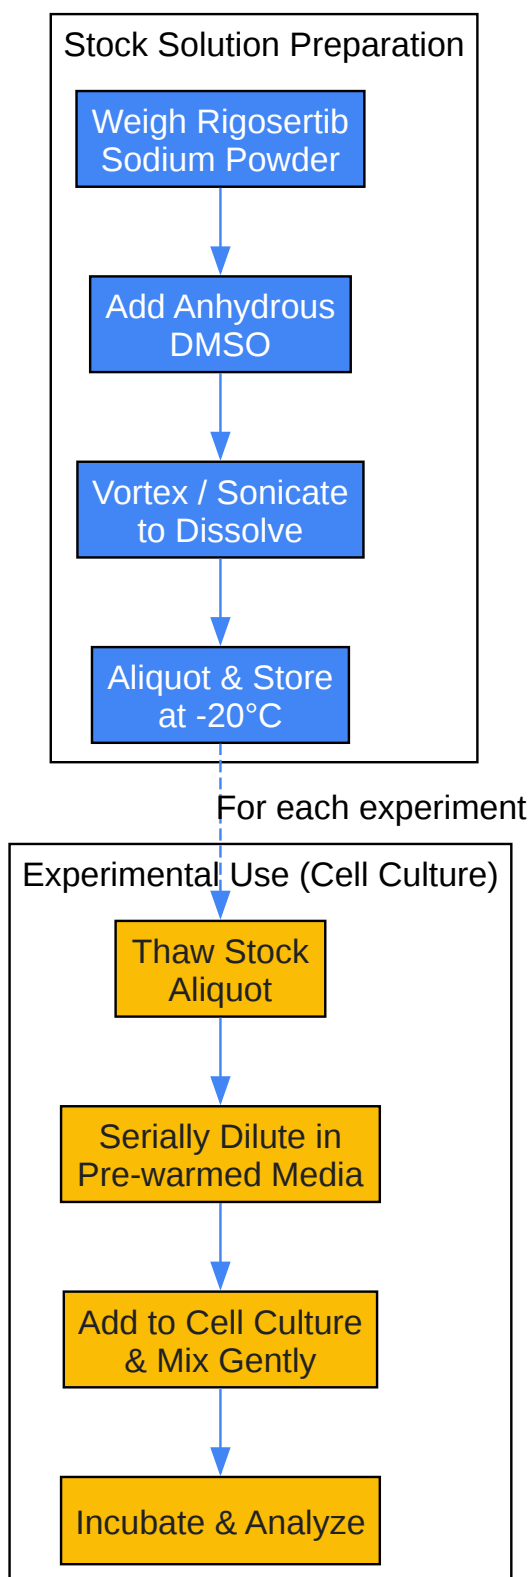 Stock Solution Preparation
Weigh Rigosertib
Sodium Powder
Add Anhydrous
DMSO
Vortex / Sonicate
to Dissolve
Aliquot & Store
at -20°C
For each experiment
Experimental Use (Cell Culture)
Thaw Stock
Aliquot
Serially Dilute in
Pre-warmed Media
Add to Cell Culture
& Mix Gently
Incubate & Analyze